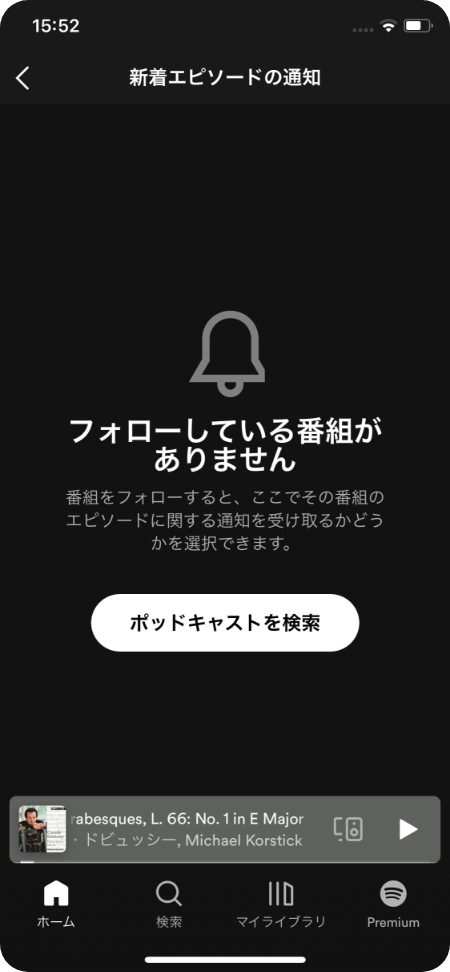 15:52
新着エピソードの通知
フォローしている番組が
ありません
番組をフォローすると、ここでその番組の
エピソードに関する通知を受け取るかどう
かを選択できます。
ポッドキャストを検索
rabesques, L. 66: No. 1 in E Major
· ドビュッシー, Michael Korstick
ホーム
検索
マイライブラリ
Premium